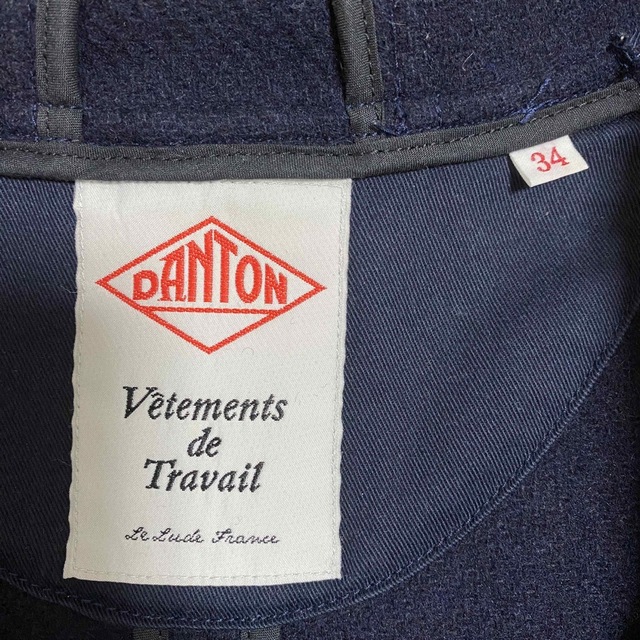 DANTON
Vêtements
de
Travail
Le Lude France
34